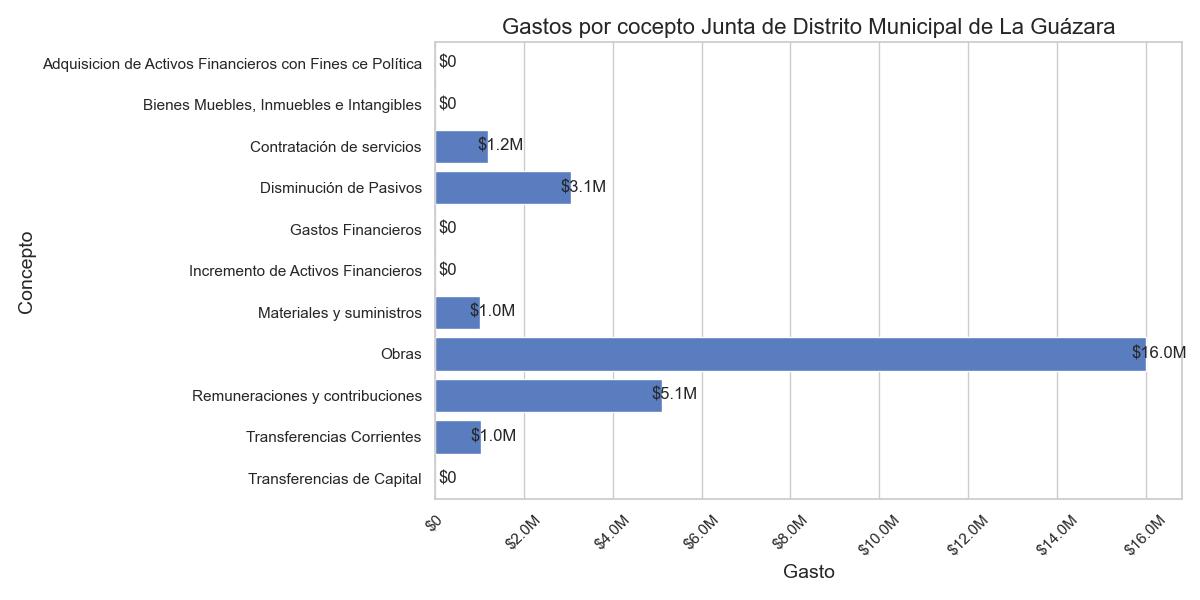 Gastos por cocepto Junta de Distrito Municipal de La Guázara
Concepto
Adquisicion de Activos Financieros con Fines ce Política $0
Bienes Muebles, Inmuebles e Intangibles $0
Contratación de servicios $1.2M
Disminución de Pasivos $3.1M
Gastos Financieros $0
Incremento de Activos Financieros $0
Materiales y suministros $1.0M
Obras $16.0M
Remuneraciones y contribuciones $5.1M
Transferencias Corrientes $1.0M
Transferencias de Capital $0
$0 $2.0M $4.0M $6.0M $8.0M $10.0M $12.0M $14.0M $16.0M
Gasto